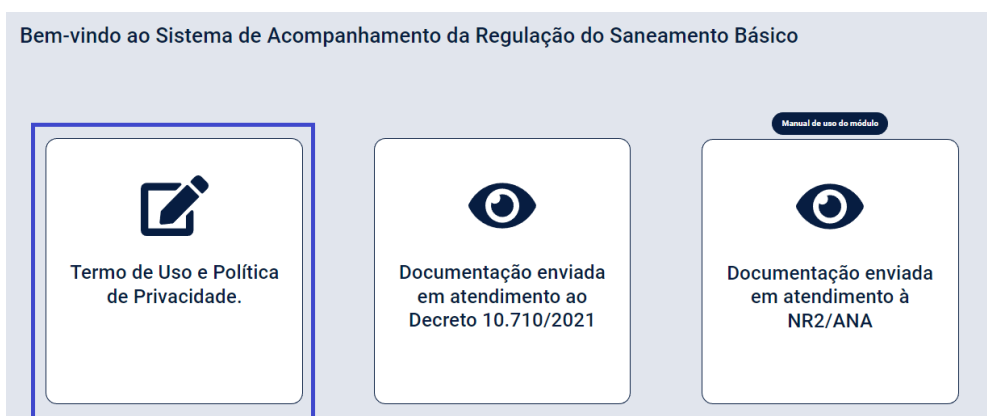 Bem-vindo ao Sistema de Acompanhamento da Regulação do Saneamento Básico
Manual de uso do módulo
Termo de Uso e Política
de Privacidade.
Documentação enviada
em atendimento ao
Decreto 10.710/2021
Documentação enviada
em atendimento à
NR2/ANA